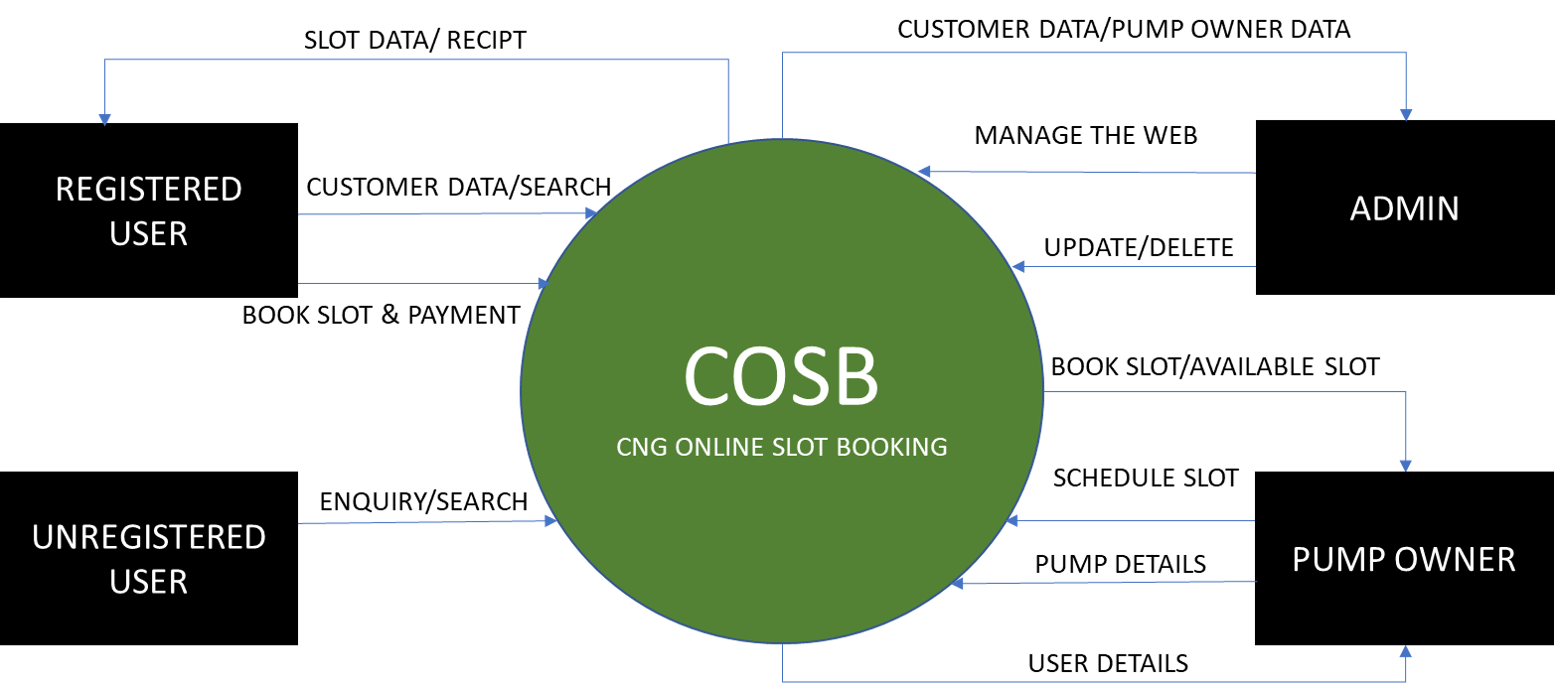 SLOT DATA/ RECIPT
CUSTOMER DATA/PUMP OWNER DATA
MANAGE THE WEB
REGISTERED
USER
CUSTOMER DATA/SEARCH
ADMIN
UPDATE/DELETE
BOOK SLOT & PAYMENT
COSB
CNG ONLINE SLOT BOOKING
BOOK SLOT/AVAILABLE SLOT
SCHEDULE SLOT
ENQUIRY/SEARCH
UNREGISTERED
USER
PUMP OWNER
PUMP DETAILS
USER DETAILS